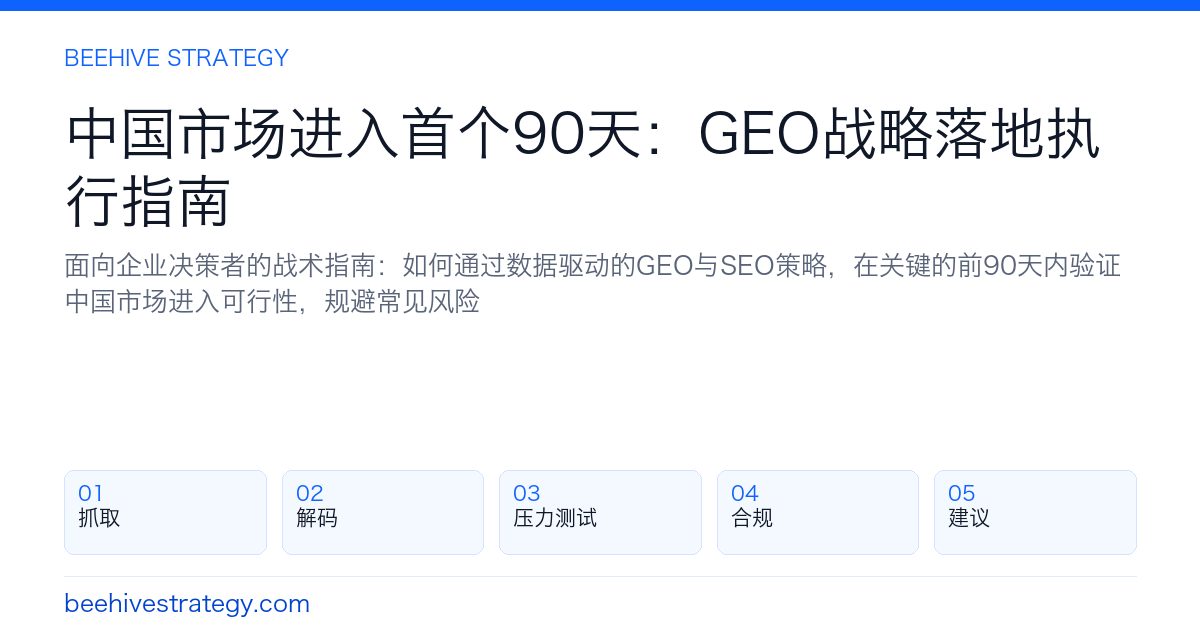 BEEHIVE STRATEGY
中国市场进入首个90天：GEO战略落地执
行指南
面向企业决策者的战术指南：如何通过数据驱动的GEO与SEO策略，在关键的前90天内验证
中国市场进入可行性，规避常见风险
01
抓取
02
解码
03
压力测试
04
合规
05
建议
beehivestrategy.com